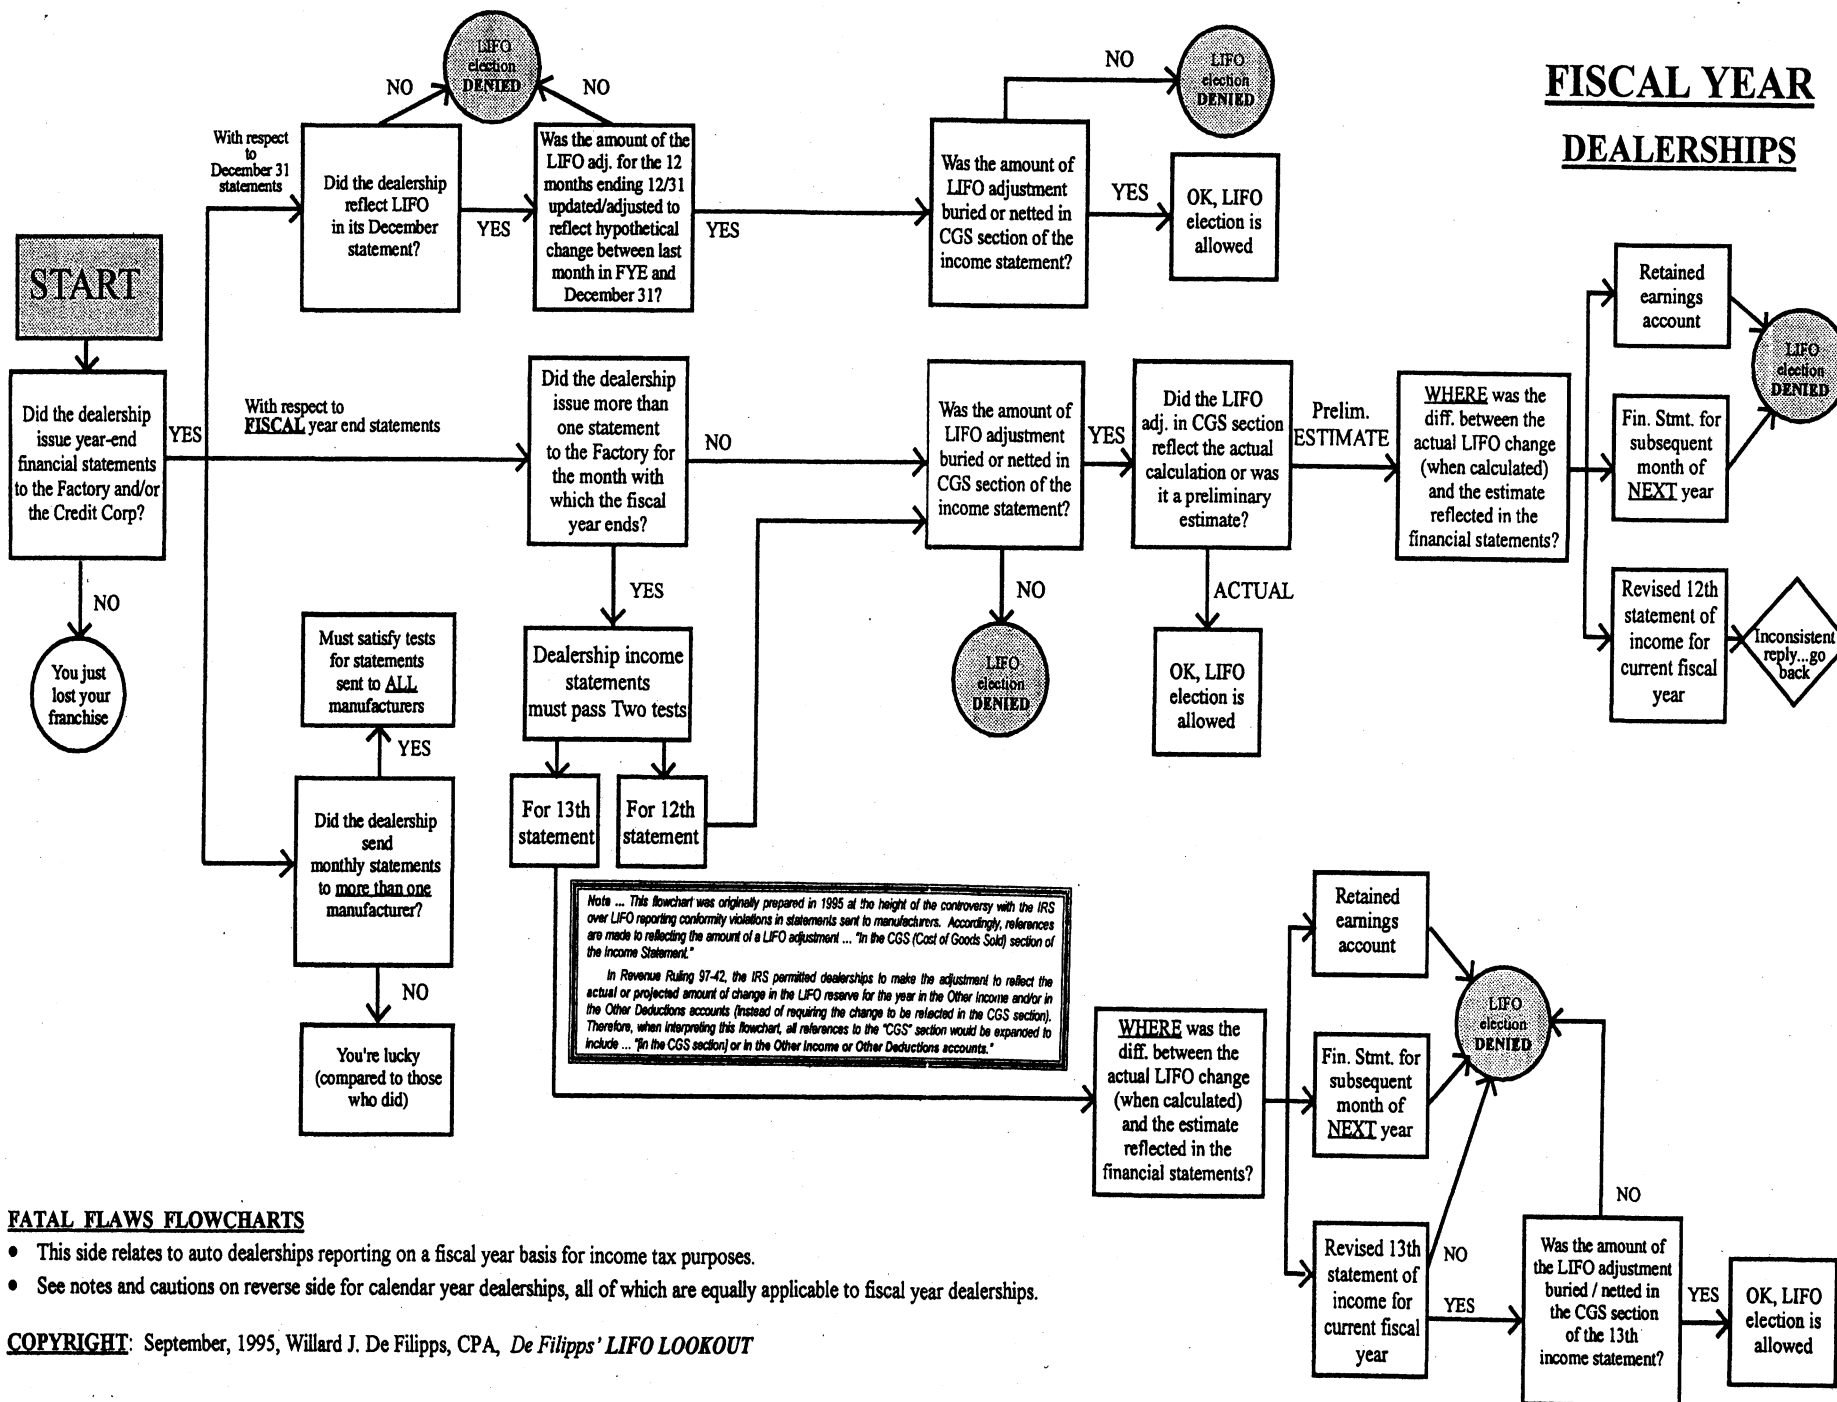 FISCAL YEAR
DEALERSHIPS
START
Did the dealership
issue year-end
financial statements
to the Factory and/or
the Credit Corp?
YES
NO
You just
lost your
franchise
With respect
to
December 31
statements
Did the dealership
reflect LIFO
in its December
statement?
NO
LIFO
election
DENIED
NO
YES
Was the amount of the
LIFO adj. for the 12
months ending 12/31
updated/adjusted to
reflect hypothetical
change between last
month in FYE and
December 31?
YES
Was the amount of
LIFO adjustment
buried or netted in
CGS section of the
income statement?
NO
LIFO
election
DENIED
YES
OK, LIFO
election is
allowed
With respect to
FISCAL year end statements
Did the dealership
issue more than
one statement
to the Factory for
the month with
which the fiscal
year ends?
NO
YES
Was the amount of
LIFO adjustment
buried or netted in
CGS section of the
income statement?
NO
LIFO
election
DENIED
YES
Did the LIFO
adj. in CGS section
reflect the actual
calculation or was
it a preliminary
estimate?
ACTUAL
OK, LIFO
election is
allowed
Prelim.
ESTIMATE
WHERE was the
diff. between the
actual LIFO change
(when calculated)
and the estimate
reflected in the
financial statements?
Retained
earnings
account
Fin. Stmt. for
subsequent
month of
NEXT year
LIFO
election
DENIED
Revised 12th
statement of
income for
current fiscal
year
Inconsistent
reply...go
back
Dealership income
statements
must pass Two tests
For 13th
statement
For 12th
statement
Must satisfy tests
for statements
sent to ALL
manufacturers
YES
Did the dealership
send
monthly statements
to more than one
manufacturer?
NO
You're lucky
(compared to those
who did)
Note ... This flowchart was originally prepared in 1995 at the height of the controversy with the IRS
over LIFO reporting conformity violations in statements sent to manufacturers. Accordingly, references
are made to reflecting the amount of a LIFO adjustment ... "in the CGS (Cost of Goods Sold) section of
the Income Statement."
In Revenue Ruling 97-42, the IRS permitted dealerships to make the adjustment to reflect the
actual or projected amount of change in the LIFO reserve for the year in the Other Income and/or in
the Other Deductions accounts (instead of requiring the change to be relected in the CGS section).
Therefore, when interpreting this flowchart, all references to the "CGS" section would be expanded to
include ... "[in the CGS section] or in the Other Income or Other Deductions accounts."
WHERE was the
diff. between the
actual LIFO change
(when calculated)
and the estimate
reflected in the
financial statements?
Retained
earnings
account
Fin. Stmt. for
subsequent
month of
NEXT year
LIFO
election
DENIED
Revised 13th
statement of
income for
current fiscal
year
NO
YES
Was the amount of
the LIFO adjustment
buried / netted in
the CGS section
of the 13th
income statement?
NO
YES
OK, LIFO
election is
allowed
FATAL FLAWS FLOWCHARTS
• This side relates to auto dealerships reporting on a fiscal year basis for income tax purposes.
• See notes and cautions on reverse side for calendar year dealerships, all of which are equally applicable to fiscal year dealerships.
COPYRIGHT: September, 1995, Willard J. De Filipps, CPA, De Filipps' LIFO LOOKOUT